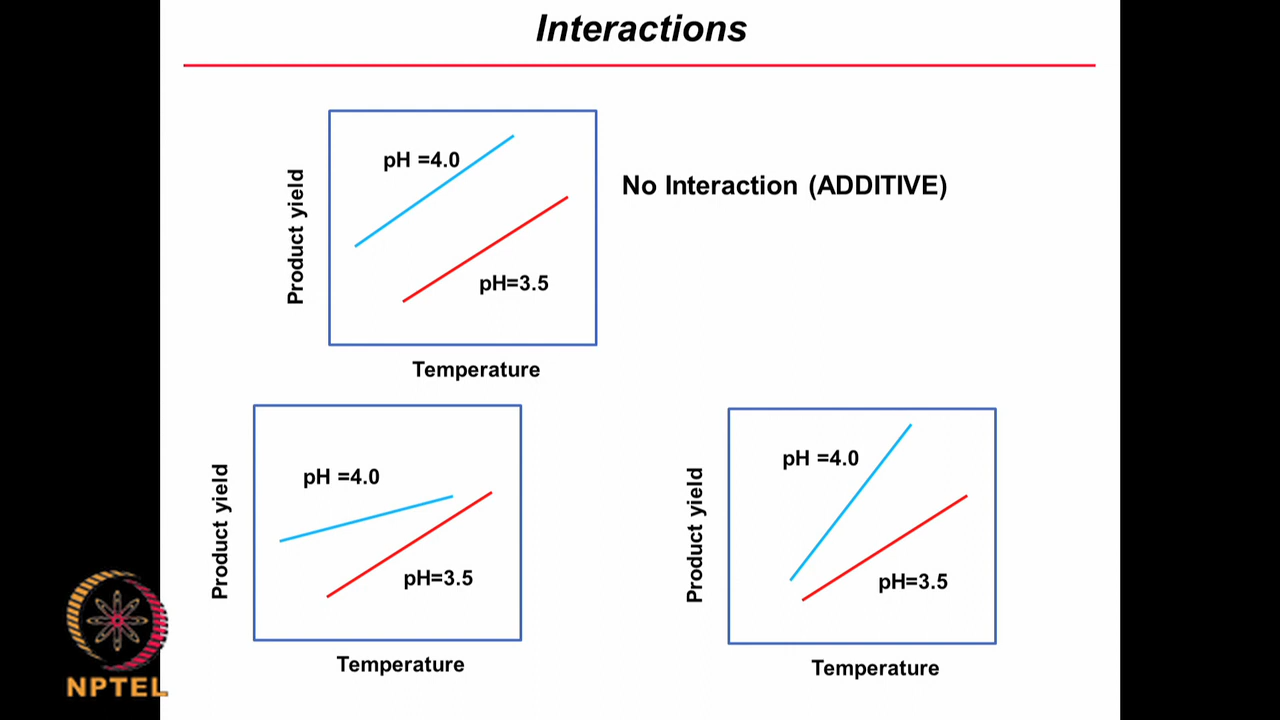 Interactions
pH =4.0
No Interaction (ADDITIVE)
Product yield
pH=3.5
Temperature
pH =4.0
Product yield
pH=3.5
Temperature
pH =4.0
Product yield
pH=3.5
Temperature
NPTEL